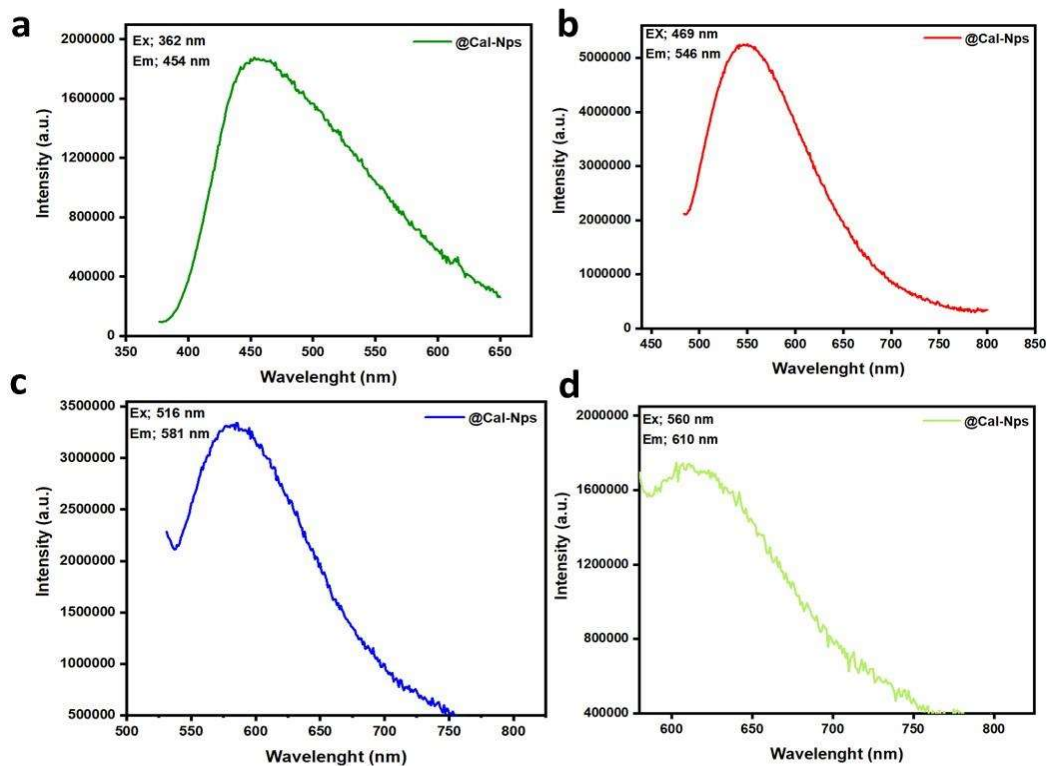 a
Ex; 362 nm
Em; 454 nm
@Cal-Nps
2000000
1600000
1200000
800000
400000
0
Intensity (a.u.)
350 400 450 500 550 600 650
Wavelenght (nm)
b
EX; 469 nm
Em; 546 nm
@Cal-Nps
5000000
4000000
3000000
2000000
1000000
0
Intensity (a.u.)
450 500 550 600 650 700 750 800 850
Wavelenght (nm)
c
Ex; 516 nm
Em; 581 nm
@Cal-Nps
3500000
3000000
2500000
2000000
1500000
1000000
500000
Intensity (a.u.)
500 550 600 650 700 750 800
Wavelenght (nm)
d
Ex; 560 nm
Em; 610 nm
@Cal-Nps
2000000
1600000
1200000
800000
400000
Intensity (a.u.)
600 650 700 750 800
Wavelenght (nm)